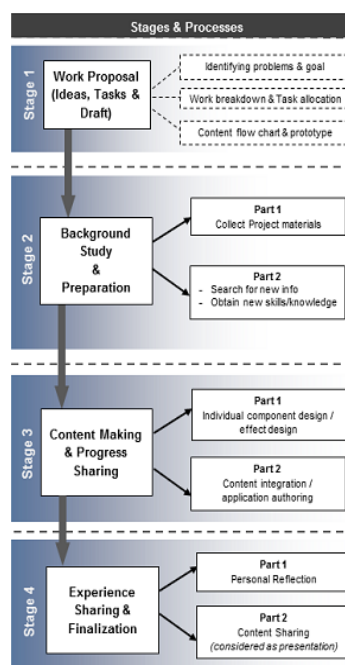 Stages & Processes
Stage 1
Work Proposal
(Ideas, Tasks &
Draft)
Identifying problems & goal
Work breakdown & Task allocation
Content flow chart & prototype
Stage 2
Background
Study
&
Preparation
Part 1
Collect Project materials
Part 2
- Search for new info
- Obtain new skills/knowledge
Stage 3
Content Making
& Progress
Sharing
Part 1
Individual component design /
effect design
Part 2
Content integration /
application authoring
Stage 4
Experience
Sharing &
Finalization
Part 1
Personal Reflection
Part 2
Content Sharing
(considered as presentation)